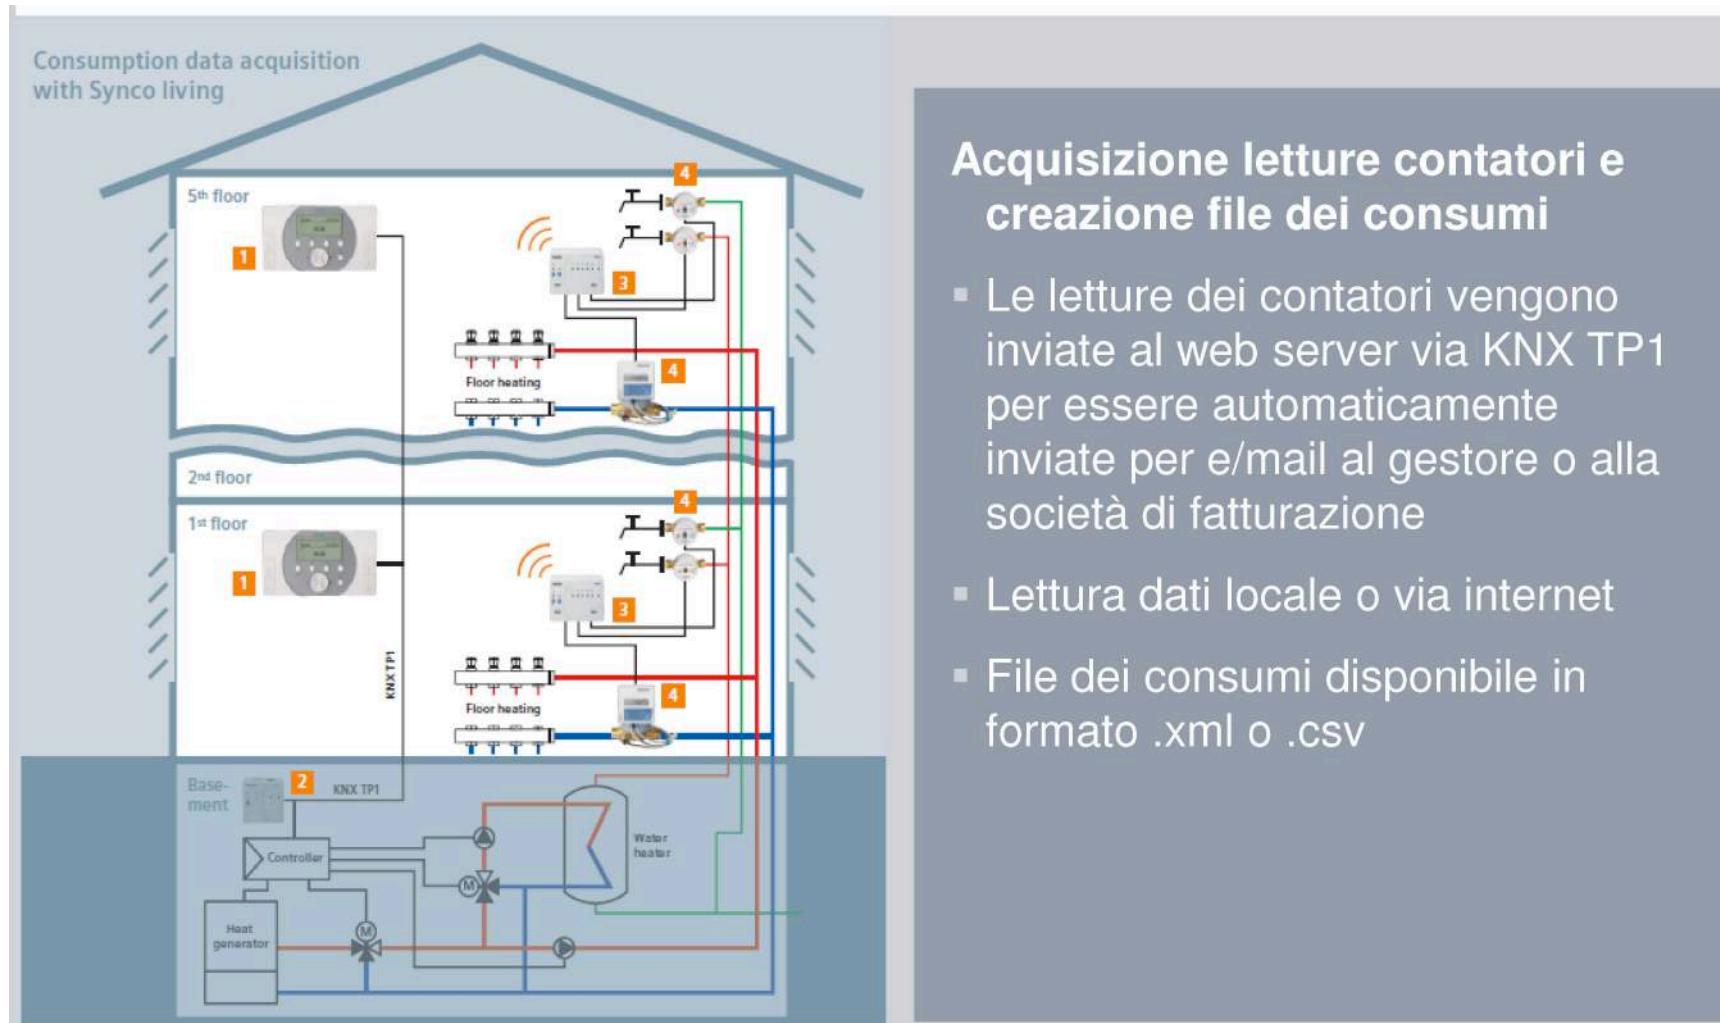 Consumption data acquisition
with Synco living
5th floor
1
4
3
Floor heating
4
2nd floor
1st floor
1
4
3
KNX TP1
Floor heating
4
Base-
ment
2
KNX TP1
Controller
Water
heater
M
M
Heat
generator
Acquisizione letture contatori e
creazione file dei consumi
▪ Le letture dei contatori vengono
inviate al web server via KNX TP1
per essere automaticamente
inviate per e/mail al gestore o alla
società di fatturazione
▪ Lettura dati locale o via internet
▪ File dei consumi disponibile in
formato .xml o .csv